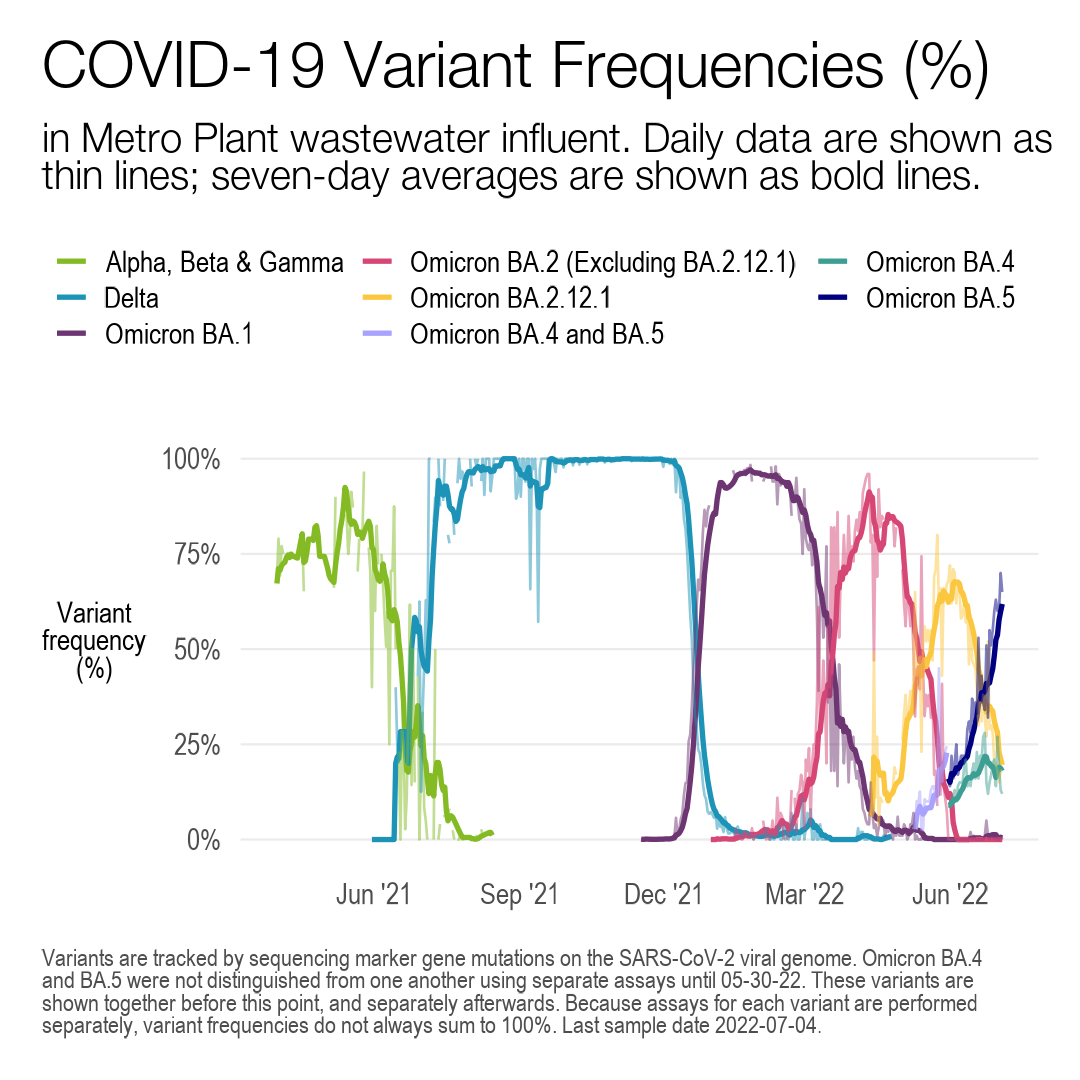 COVID-19 Variant Frequencies (%)
in Metro Plant wastewater influent. Daily data are shown as
thin lines; seven-day averages are shown as bold lines.
Alpha, Beta & Gamma
Omicron BA.2 (Excluding BA.2.12.1)
Omicron BA.4
Delta
Omicron BA.2.12.1
Omicron BA.5
Omicron BA.1
Omicron BA.4 and BA.5
100%
75%
Variant
frequency
(%)
50%
25%
0%
Jun '21
Sep '21
Dec '21
Mar '22
Jun '22
Variants are tracked by sequencing marker gene mutations on the SARS-CoV-2 viral genome. Omicron BA.4
and BA.5 were not distinguished from one another using separate assays until 05-30-22. These variants are
shown together before this point, and separately afterwards. Because assays for each variant are performed
separately, variant frequencies do not always sum to 100%. Last sample date 2022-07-04.